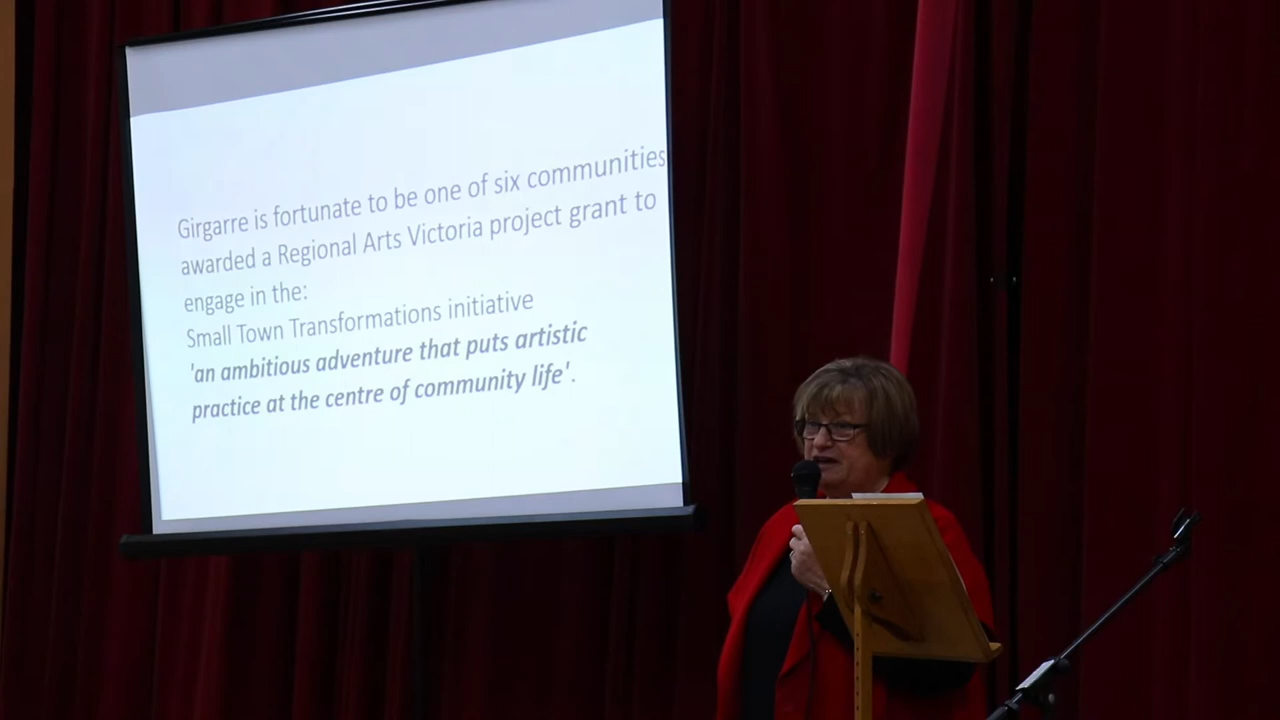 Girgarre is fortunate to be one of six communities
awarded a Regional Arts Victoria project grant to
engage in the:
Small Town Transformations initiative
'an ambitious adventure that puts artistic
practice at the centre of community life'.